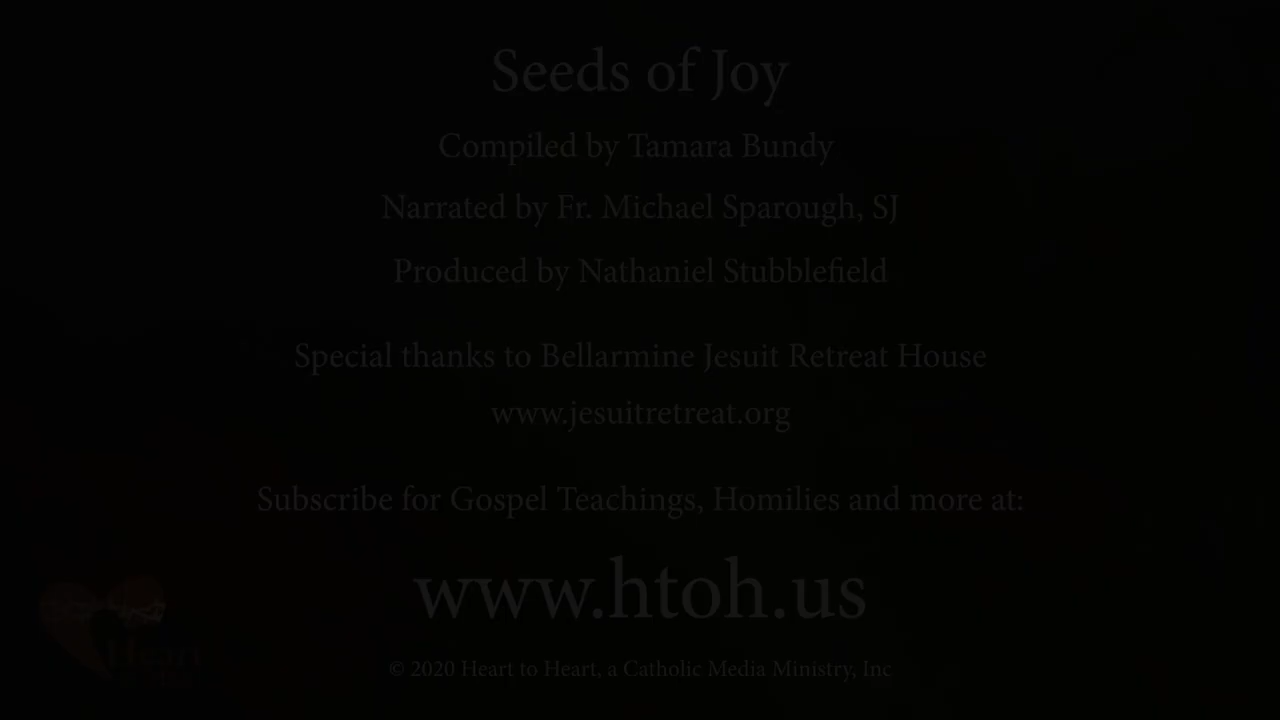 Seeds of Joy
Compiled by Tamara Bundy
Narrated by Fr. Michael Sparough, SJ
Produced by Nathaniel Stubblefield
Special thanks to Bellarmine Jesuit Retreat House
www.jesuitretreat.org
Subscribe for Gospel Teachings, Homilies and more at:
www.htoh.us
Heart
© 2020 Heart to Heart, a Catholic Media Ministry, Inc